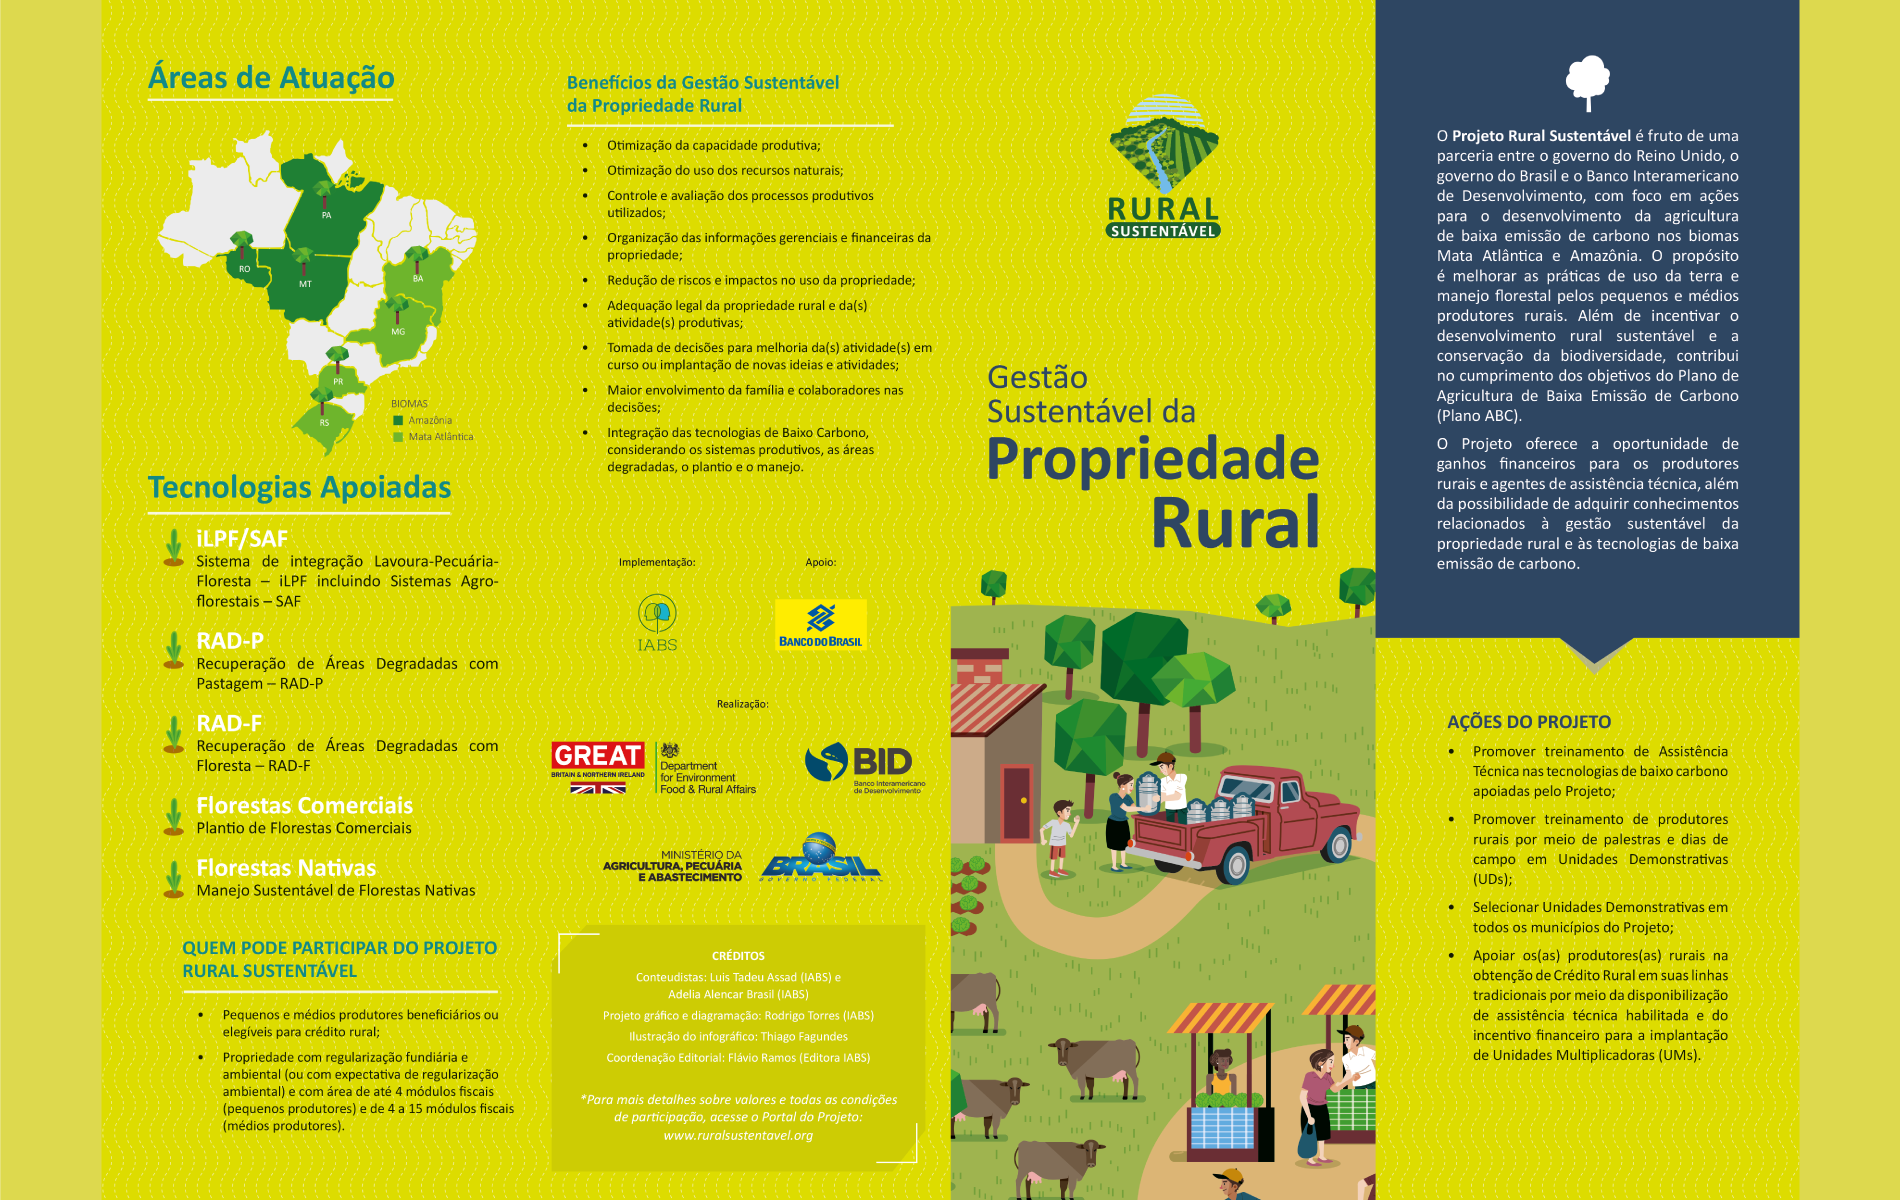 Áreas de Atuação
PA
RO
MT
BA
MG
PR
RS
BIOMAS
Amazônia
Mata Atlântica
Tecnologias Apoiadas
iLPF/SAF
Sistema de integração Lavoura-Pecuária-
Floresta – iLPF incluindo Sistemas Agro-
florestais – SAF
RAD-P
Recuperação de Áreas Degradadas com
Pastagem – RAD-P
RAD-F
Recuperação de Áreas Degradadas com
Floresta – RAD-F
Florestas Comerciais
Plantio de Florestas Comerciais
Florestas Nativas
Manejo Sustentável de Florestas Nativas
QUEM PODE PARTICIPAR DO PROJETO
RURAL SUSTENTÁVEL
• Pequenos e médios produtores beneficiários ou
elegíveis para crédito rural;
• Propriedade com regularização fundiária e
ambiental (ou com expectativa de regularização
ambiental) e com área de até 4 módulos fiscais
(pequenos produtores) e de 4 a 15 módulos fiscais
(médios produtores).
Benefícios da Gestão Sustentável
da Propriedade Rural
• Otimização da capacidade produtiva;
• Otimização do uso dos recursos naturais;
• Controle e avaliação dos processos produtivos
utilizados;
• Organização das informações gerenciais e financeiras da
propriedade;
• Redução de riscos e impactos no uso da propriedade;
• Adequação legal da propriedade rural e da(s)
atividade(s) produtivas;
• Tomada de decisões para melhoria da(s) atividade(s) em
curso ou implantação de novas ideias e atividades;
• Maior envolvimento da família e colaboradores nas
decisões;
• Integração das tecnologias de Baixo Carbono,
considerando os sistemas produtivos, as áreas
degradadas, o plantio e o manejo.
Implementação:
Apoio:
IABS
BANCO DO BRASIL
Realização:
GREAT
BRITAIN & NORTHERN IRELAND
Department
for Environment
Food & Rural Affairs
BID
Banco Interamericano
de Desenvolvimento
MINISTÉRIO DA
AGRICULTURA, PECUÁRIA
E ABASTECIMENTO
BRASIL
GOVERNO FEDERAL
CRÉDITOS
Conteudistas: Luis Tadeu Assad (IABS) e
Adelia Alencar Brasil (IABS)
Projeto gráfico e diagramação: Rodrigo Torres (IABS)
Ilustração do infográfico: Thiago Fagundes
Coordenação Editorial: Flávio Ramos (Editora IABS)
*Para mais detalhes sobre valores e todas as condições
de participação, acesse o Portal do Projeto:
www.ruralsustentavel.org
RURAL
SUSTENTÁVEL
Gestão
Sustentável da
Propriedade
Rural
O Projeto Rural Sustentável é fruto de uma
parceria entre o governo do Reino Unido, o
governo do Brasil e o Banco Interamericano
de Desenvolvimento, com foco em ações
para o desenvolvimento da agricultura
de baixa emissão de carbono nos biomas
Mata Atlântica e Amazônia. O propósito
é melhorar as práticas de uso da terra e
manejo florestal pelos pequenos e médios
produtores rurais. Além de incentivar o
desenvolvimento rural sustentável e a
conservação da biodiversidade, contribui
no cumprimento dos objetivos do Plano de
Agricultura de Baixa Emissão de Carbono
(Plano ABC).
O Projeto oferece a oportunidade de
ganhos financeiros para os produtores
rurais e agentes de assistência técnica, além
da possibilidade de adquirir conhecimentos
relacionados à gestão sustentável da
propriedade rural e às tecnologias de baixa
emissão de carbono.
AÇÕES DO PROJETO
• Promover treinamento de Assistência
Técnica nas tecnologias de baixo carbono
apoiadas pelo Projeto;
• Promover treinamento de produtores
rurais por meio de palestras e dias de
campo em Unidades Demonstrativas
(UDs);
• Selecionar Unidades Demonstrativas em
todos os municípios do Projeto;
• Apoiar os(as) produtores(as) rurais na
obtenção de Crédito Rural em suas linhas
tradicionais por meio da disponibilização
de assistência técnica habilitada e do
incentivo financeiro para a implantação
de Unidades Multiplicadoras (UMs).